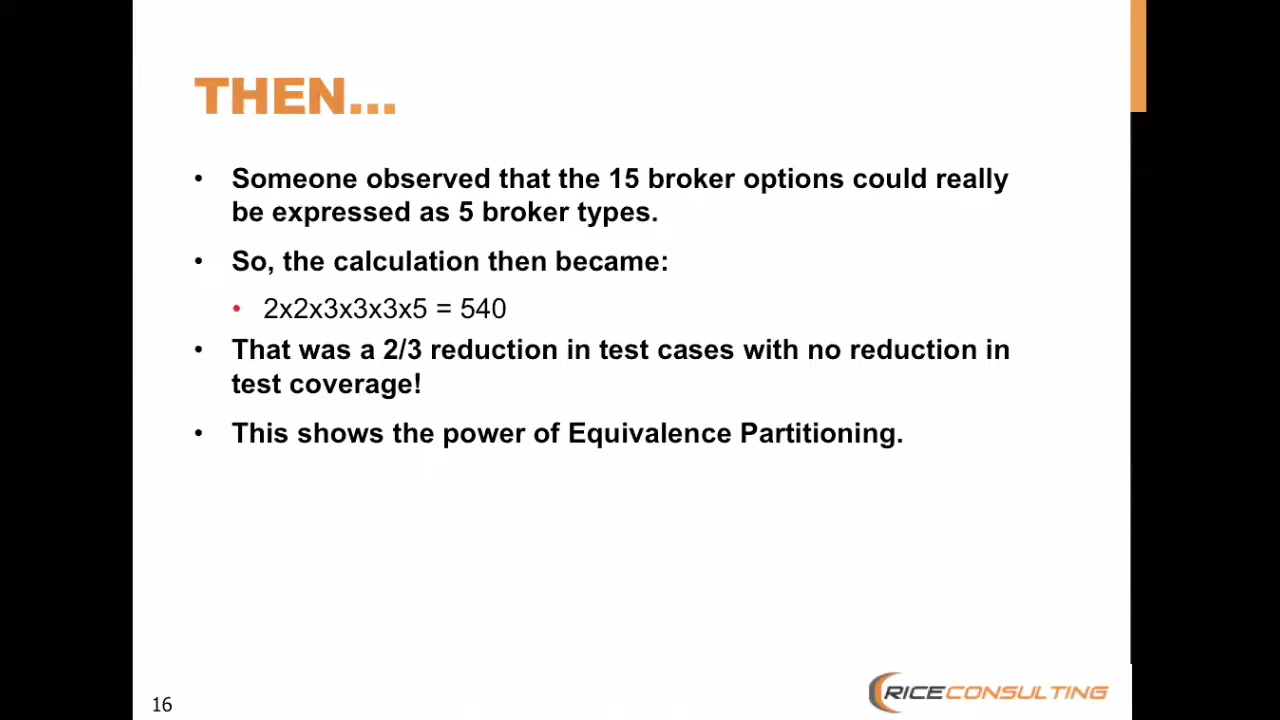 THEN...
• Someone observed that the 15 broker options could really
be expressed as 5 broker types.
• So, the calculation then became:
• 2x2x3x3x3x5 = 540
• That was a 2/3 reduction in test cases with no reduction in
test coverage!
• This shows the power of Equivalence Partitioning.
16
RICECONSULTING